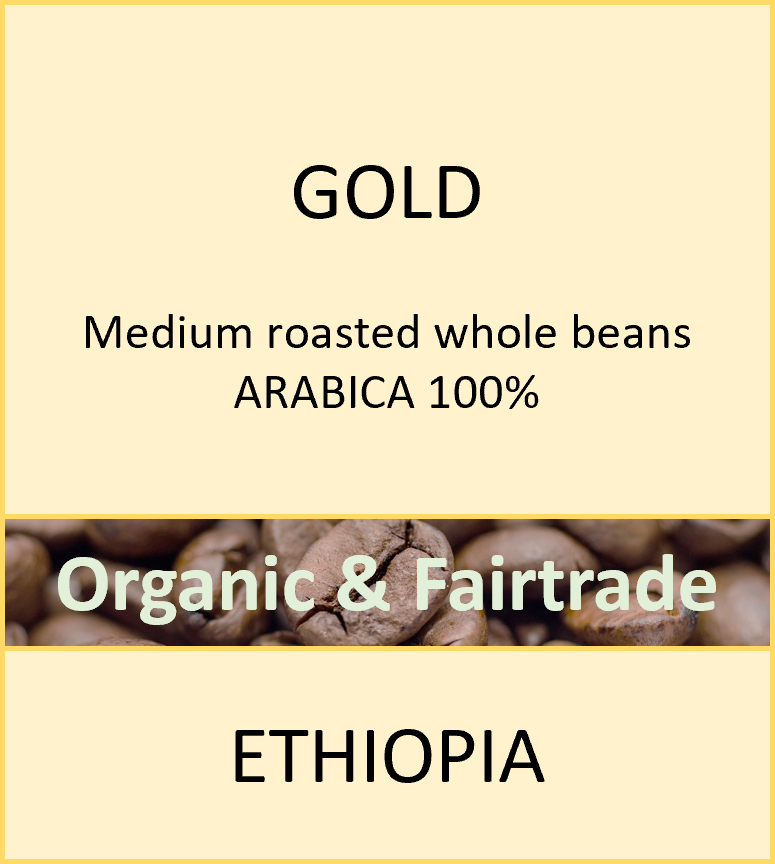 GOLD
Medium roasted whole beans
ARABICA 100%
Organic & Fairtrade
ETHIOPIA